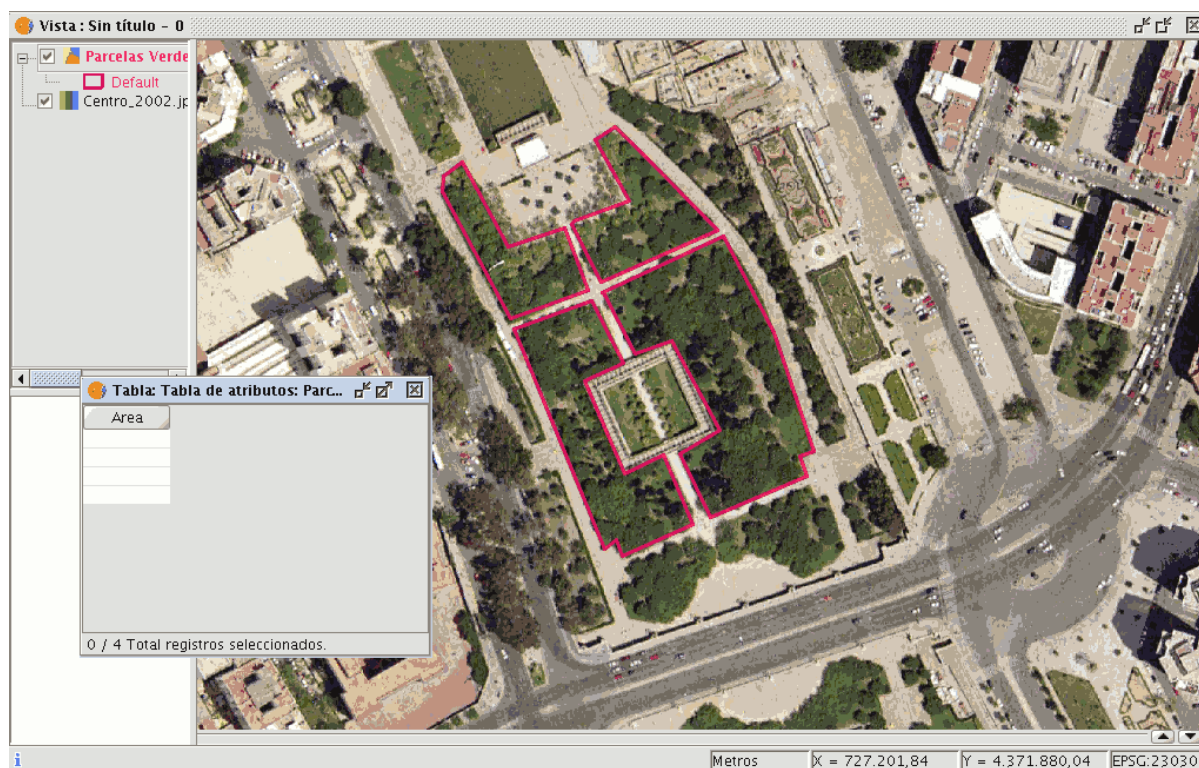 Vista : Sin título - 0
Parcelas Verde
Default
Centro_2002.jp
Tabla: Tabla de atributos: Parc...
Area
0 / 4 Total registros seleccionados.
Metros
X = 727.201,84
Y = 4.371.880,04
EPSG:23030